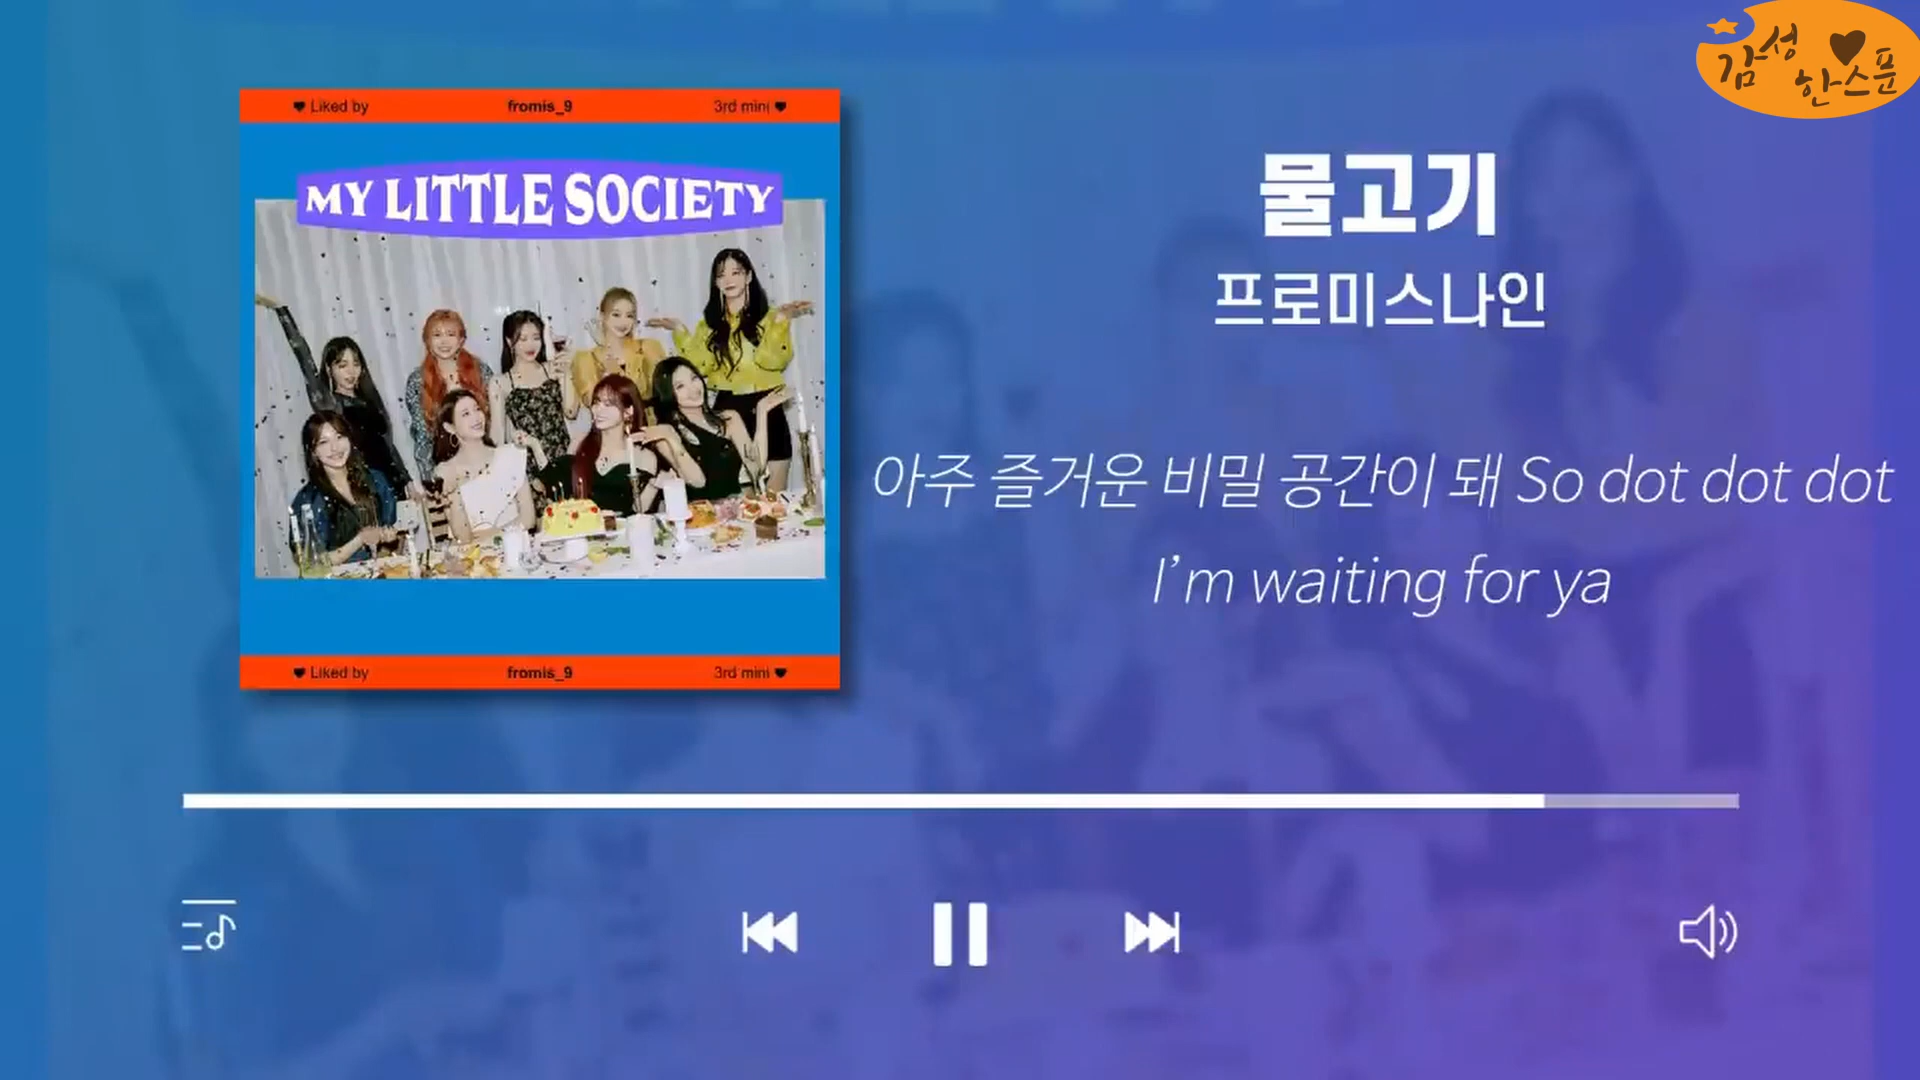 감성
한스푼
Liked by fromis_9 3rd mini
MY LITTLE SOCIETY
Liked by fromis_9 3rd mini
물고기
프로미스나인
아주 즐거운 비밀 공간이 돼 So dot dot dot
I'm waiting for ya